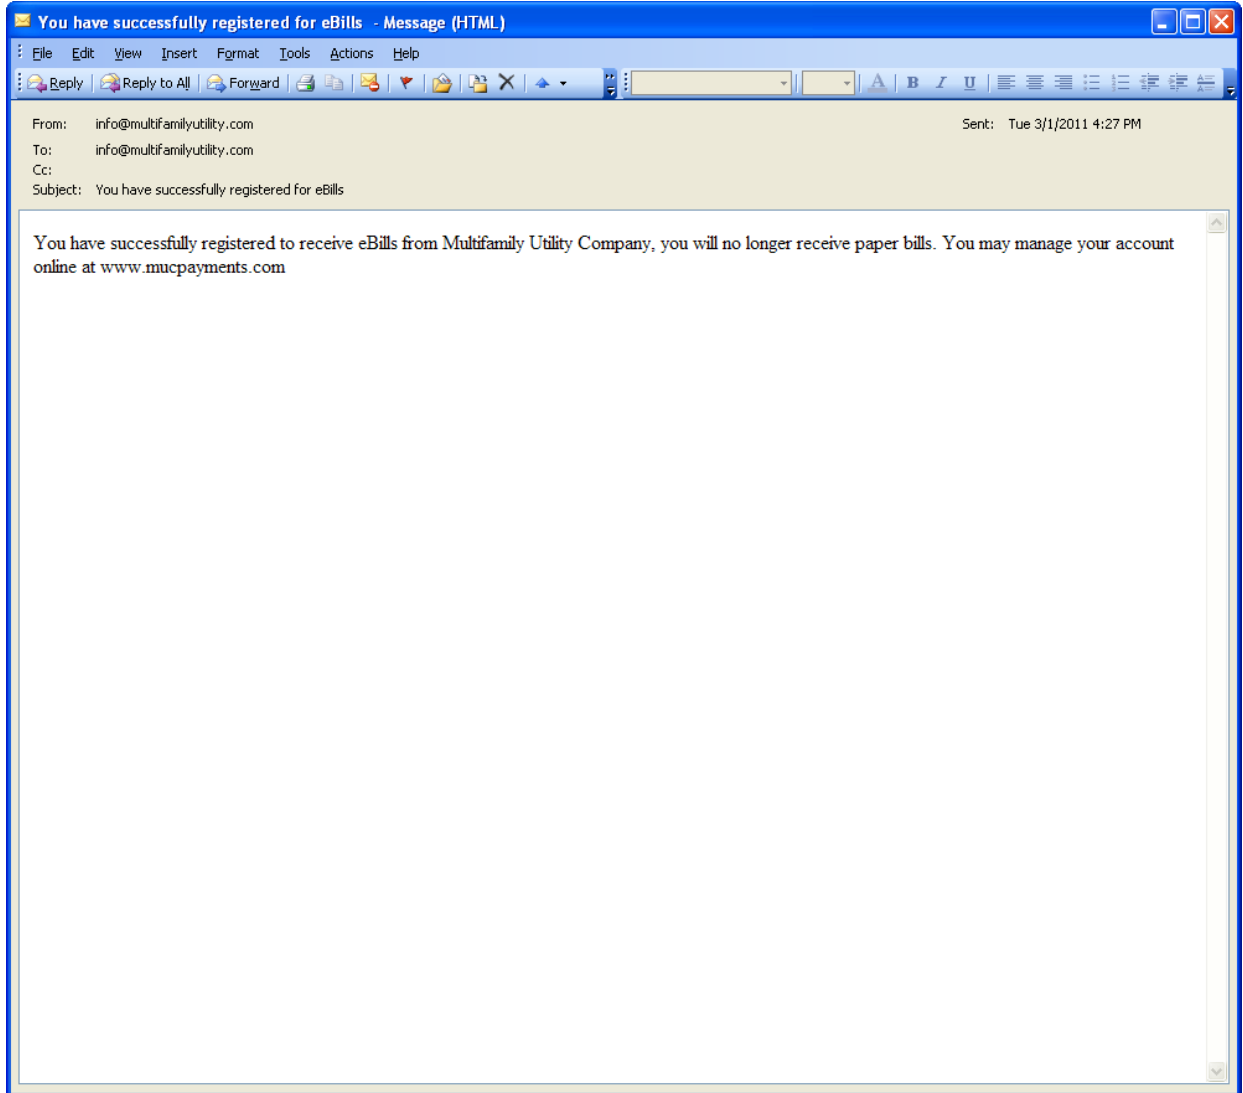 You have successfully registered for eBills - Message (HTML)
File Edit View Insert Format Tools Actions Help
Reply Reply to All Forward A B I U
From: info@multifamilyutility.com Sent: Tue 3/1/2011 4:27 PM
To: info@multifamilyutility.com
Cc:
Subject: You have successfully registered for eBills
You have successfully registered to receive eBills from Multifamily Utility Company, you will no longer receive paper bills. You may manage your account
online at www.mucpayments.com